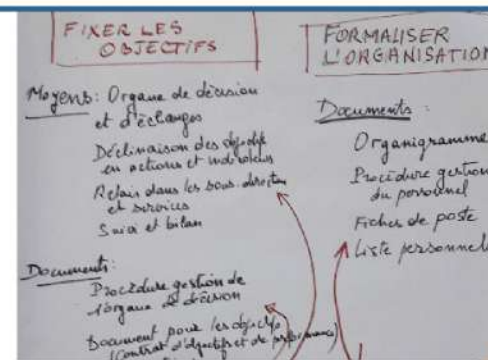 FIXER LES
OBJECTIFS
Moyens : Organe de décision
et d'échanges
Déclinaison des objectifs
en actions et indicateurs
Relais dans les sous-direction
et services
Suivi et bilan
Documents :
Procédure gestion de
l'organe de décision
Document pour les objectifs
(Contrat d'objectifs et de performance)
FORMALISER
L'ORGANISATION
Documents :
Organigramme
Procédure gestion
du personnel
Fiches de poste
Liste personnel